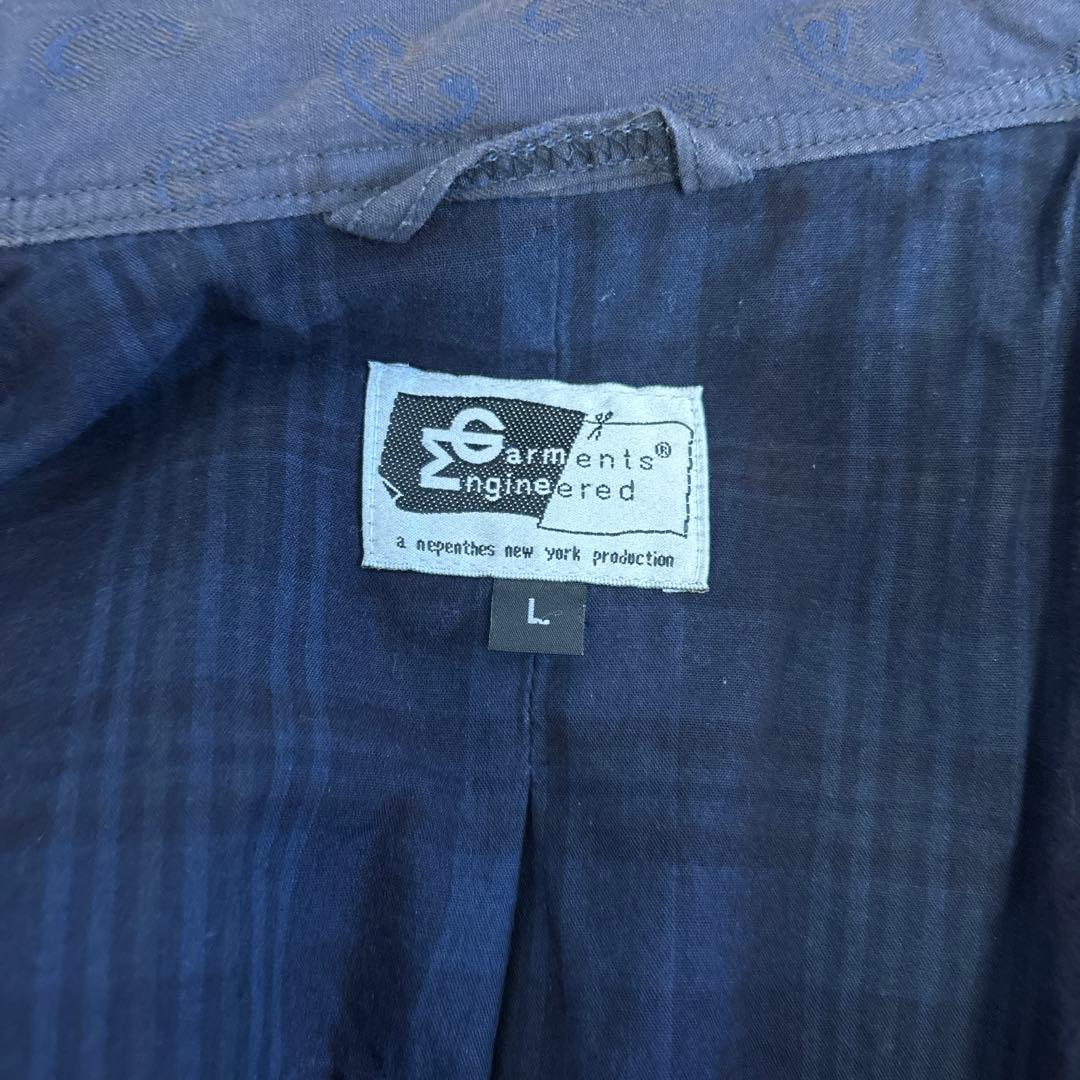 Garments®
Engineered
a nepenthes new york production
L